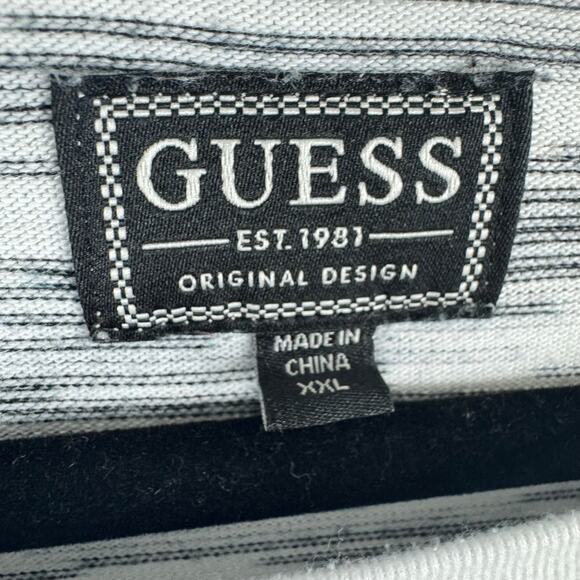 GUESS
EST. 1981
ORIGINAL DESIGN
MADE IN
CHINA
XXL